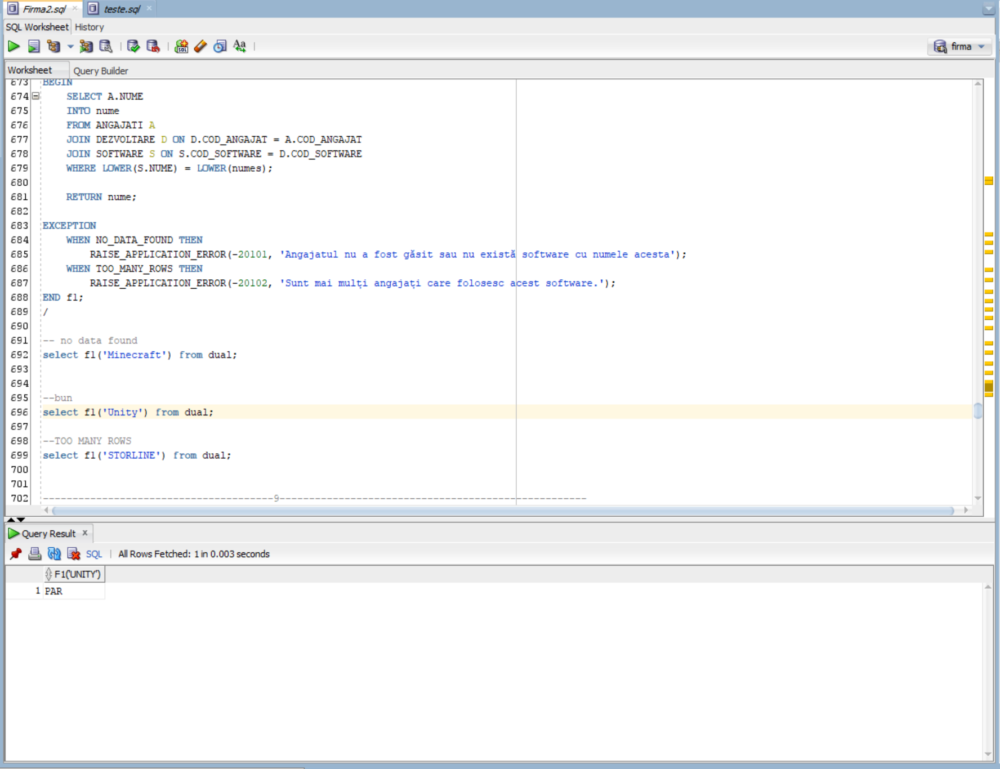 Firma2.sql × teste.sql ×
SQL Worksheet History
firma
Worksheet Query Builder
673 BEGIN
674 SELECT A.NUME
675 INTO nume
676 FROM ANGAJATI A
677 JOIN DEZVOLTARE D ON D.COD_ANGAJAT = A.COD_ANGAJAT
678 JOIN SOFTWARE S ON S.COD_SOFTWARE = D.COD_SOFTWARE
679 WHERE LOWER(S.NUME) = LOWER(numes);
680
681 RETURN nume;
682
683 EXCEPTION
684 WHEN NO_DATA_FOUND THEN
685 RAISE_APPLICATION_ERROR(-20101, 'Angajatul nu a fost găsit sau nu există software cu numele acesta');
686 WHEN TOO_MANY_ROWS THEN
687 RAISE_APPLICATION_ERROR(-20102, 'Sunt mai mulți angajați care folosesc acest software.');
688 END f1;
689 /
690
691 -- no data found
692 select f1('Minecraft') from dual;
693
694
695 --bun
696 select f1('Unity') from dual;
697
698 --TOO MANY ROWS
699 select f1('STORLINE') from dual;
700
701
702 ---------------------------------------9----------------------------------------------------
Query Result ×
SQL | All Rows Fetched: 1 in 0.003 seconds
F1('UNITY')
1 PAR